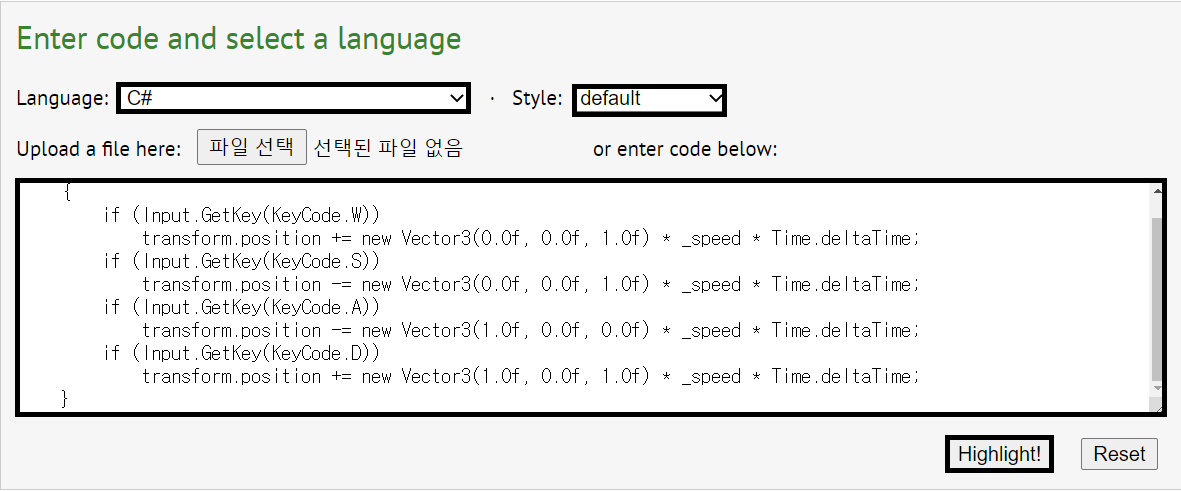 Enter code and select a language
Language: C# · Style: default
Upload a file here: 파일 선택 선택된 파일 없음 or enter code below:
{
if (Input.GetKey(KeyCode.W))
transform.position += new Vector3(0.0f, 0.0f, 1.0f) * _speed * Time.deltaTime;
if (Input.GetKey(KeyCode.S))
transform.position -= new Vector3(0.0f, 0.0f, 1.0f) * _speed * Time.deltaTime;
if (Input.GetKey(KeyCode.A))
transform.position -= new Vector3(1.0f, 0.0f, 0.0f) * _speed * Time.deltaTime;
if (Input.GetKey(KeyCode.D))
transform.position += new Vector3(1.0f, 0.0f, 1.0f) * _speed * Time.deltaTime;
}
Highlight! Reset